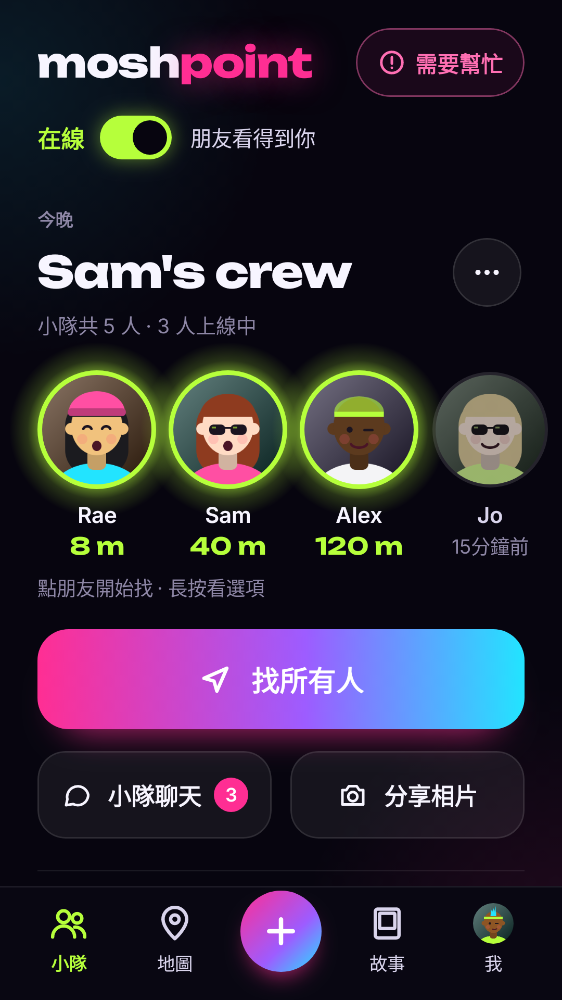 moshpoint
需要幫忙
在線
朋友看得到你
今晚
Sam's crew
小隊共 5 人 · 3 人上線中
Rae
Sam
Alex
Jo
8 m
40 m
120 m
15分鐘前
點朋友開始找 · 長按看選項
找所有人
小隊聊天 3
分享相片
小隊
地圖
故事
我